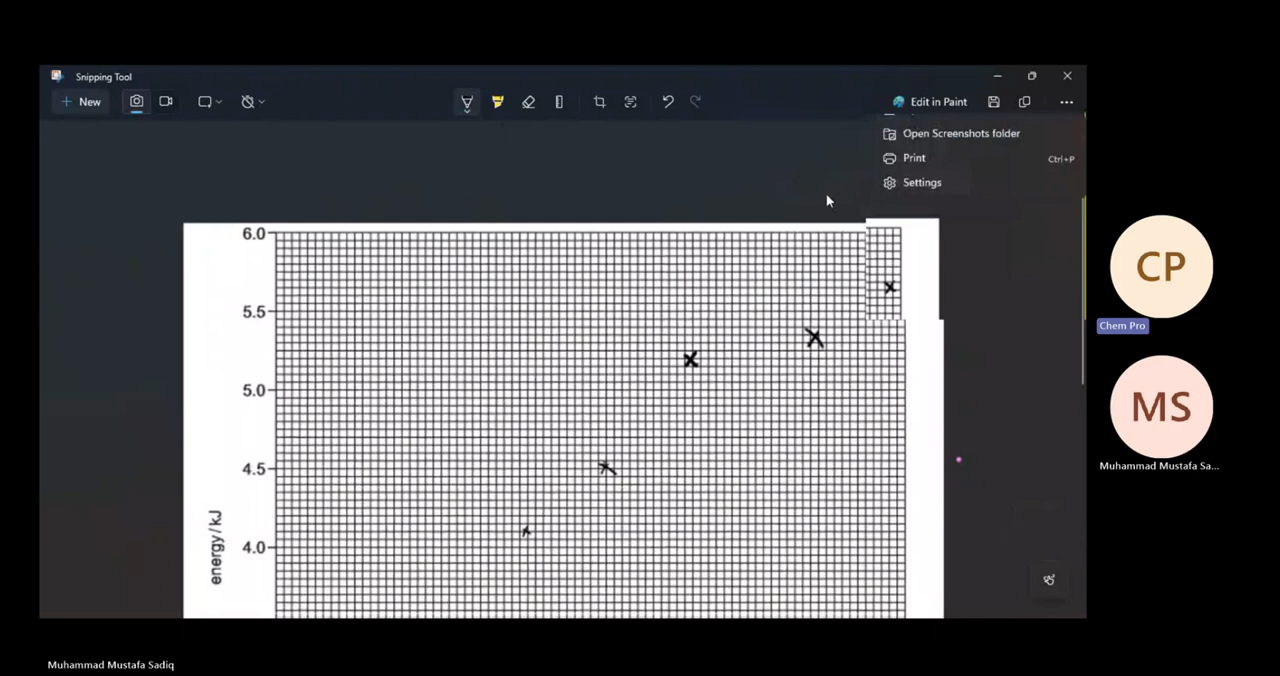 Snipping Tool
New
Edit in Paint
Open Screenshots folder
Print Ctrl+P
Settings
6.0
5.5
5.0
4.5
4.0
energy/kJ
CP
Chem Pro
MS
Muhammad Mustafa Sa...
Muhammad Mustafa Sadiq